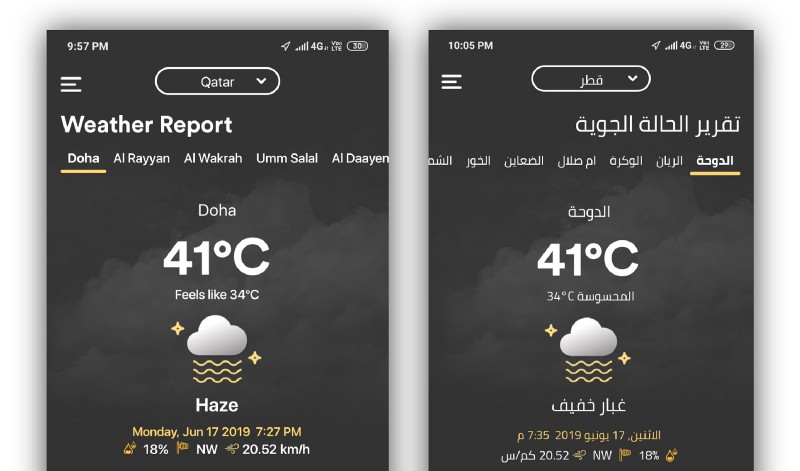 9:57 PM 4G VoLTE 30
Qatar
Weather Report
Doha Al Rayyan Al Wakrah Umm Salal Al Daayen
Doha
41°C
Feels like 34°C
Haze
Monday, Jun 17 2019 7:27 PM
18% NW 20.52 km/h
10:05 PM 4G VoLTE 29
قطر
تقرير الحالة الجوية
الدوحة الريان الوكرة ام صلال الضعاين الخور الشم
الدوحة
41°C
المحسوسة 34°C
غبار خفيف
الاثنين, 17 يونيو 2019 7:35 م
18% NW 20.52 كم/س